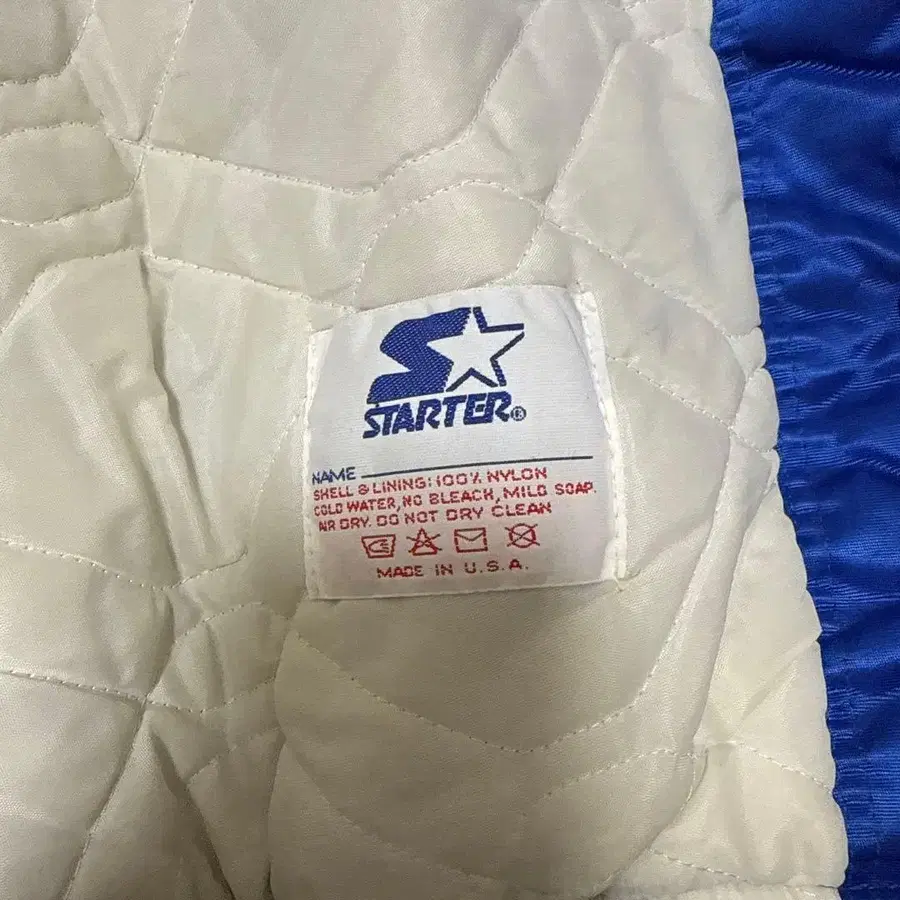 STARTER®
NAME
SHELL & LINING: 100% NYLON
COLD WATER, NO BLEACH, MILD SOAP.
AIR DRY. DO NOT DRY CLEAN
MADE IN U.S.A.